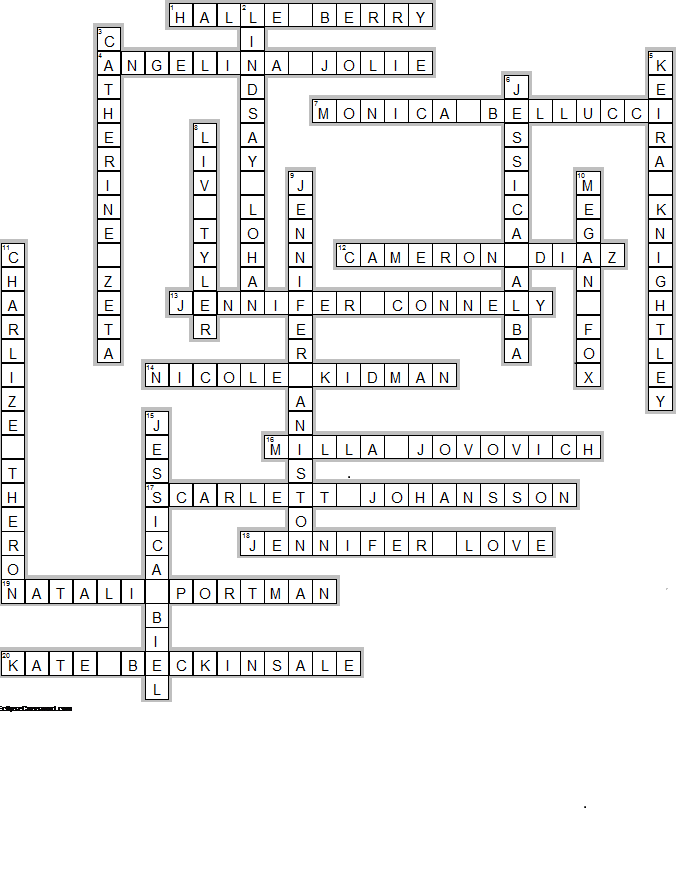 1 HALLE BERRY
2 LINDSAY LOHAN
3 CATHERINE ZETA
4 ANGELINA JOLIE
5 KEIRA KNIGHTLEY
6 JESSICA ALBA
7 MONICA BELLUCCI
8 LIV TYLER
9 JENNIFER ANISTON
10 MEGAN FOX
11 CHARLIZE THERON
12 CAMERON DIAZ
13 JENNIFER CONNELY
14 NICOLE KIDMAN
15 JESSICA BIEL
16 MILLA JOVOVICH
17 SCARLETT JOHANSSON
18 JENNIFER LOVE
19 NATALI PORTMAN
20 KATE BECKINSALE